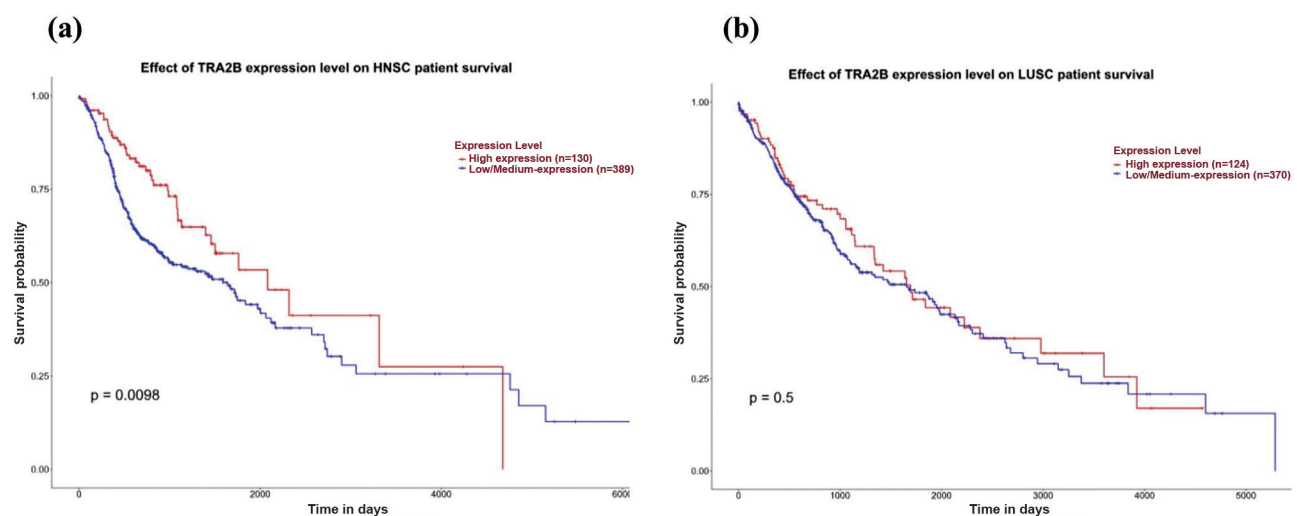 (a)
Effect of TRA2B expression level on HNSC patient survival
1.00
0.75
0.50
0.25
0.00
Survival probability
Expression Level
High expression (n=130)
Low/Medium-expression (n=389)
p = 0.0098
0
2000
4000
6000
Time in days
(b)
Effect of TRA2B expression level on LUSC patient survival
1.00
0.75
0.50
0.25
0.00
Survival probability
Expression Level
High expression (n=124)
Low/Medium-expression (n=370)
p = 0.5
0
1000
2000
3000
4000
5000
Time in days